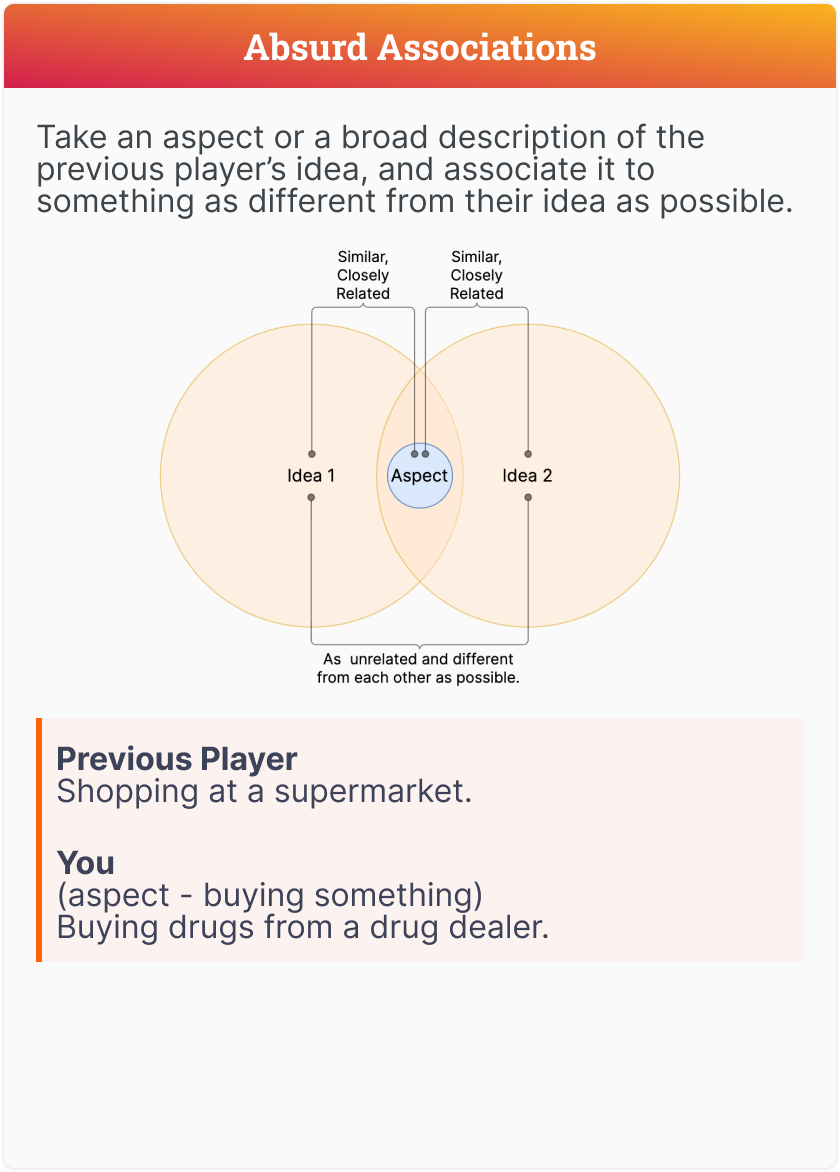 Absurd Associations
Take an aspect or a broad description of the
previous player’s idea, and associate it to
something as different from their idea as possible.
Similar,
Closely
Related
Similar,
Closely
Related
Idea 1
Aspect
Idea 2
As  unrelated and different
from each other as possible.
Previous Player
Shopping at a supermarket.
You
(aspect - buying something)
Buying drugs from a drug dealer.